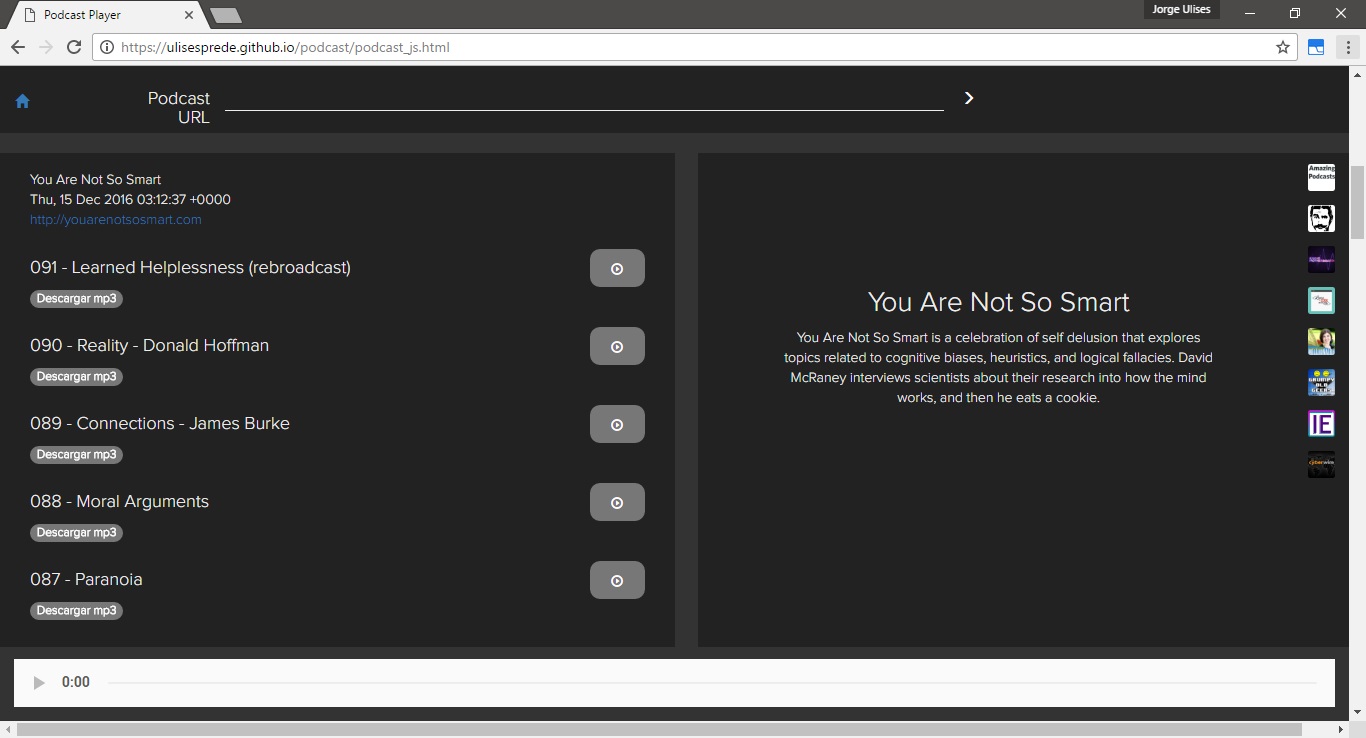 Podcast Player
Jorge Ulises
https://ulisesprede.github.io/podcast/podcast_js.html
Podcast
URL
You Are Not So Smart
Thu, 15 Dec 2016 03:12:37 +0000
http://youarenotsosmart.com
091 - Learned Helplessness (rebroadcast)
Descargar mp3
090 - Reality - Donald Hoffman
Descargar mp3
089 - Connections - James Burke
Descargar mp3
088 - Moral Arguments
Descargar mp3
087 - Paranoia
Descargar mp3
You Are Not So Smart
You Are Not So Smart is a celebration of self delusion that explores
topics related to cognitive biases, heuristics, and logical fallacies. David
McRaney interviews scientists about their research into how the mind
works, and then he eats a cookie.
Amazing
Podcasts
GRUMPY
OLD
GEEKS
IE
cyberwire
0:00